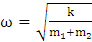 ω = √(k / (m₁+m₂))